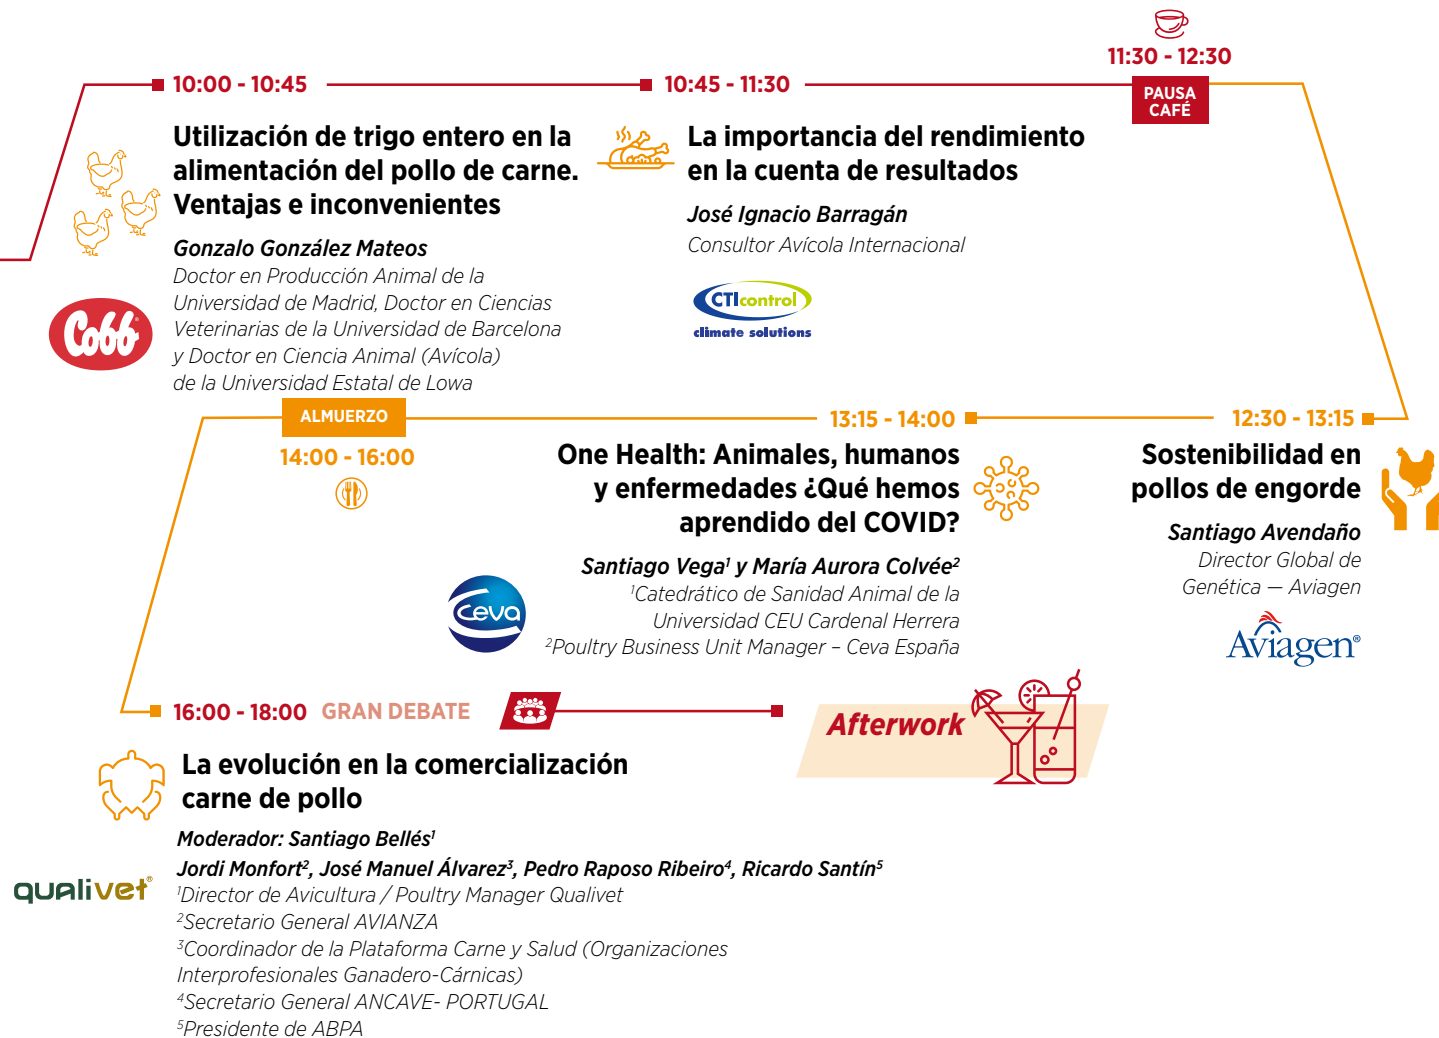 10:00 - 10:45
Utilización de trigo entero en la
alimentación del pollo de carne.
Ventajas e inconvenientes
Gonzalo González Mateos
Doctor en Producción Animal de la
Universidad de Madrid, Doctor en Ciencias
Veterinarias de la Universidad de Barcelona
y Doctor en Ciencia Animal (Avícola)
de la Universidad Estatal de Lowa
Cobb®
10:45 - 11:30
La importancia del rendimiento
en la cuenta de resultados
José Ignacio Barragán
Consultor Avícola Internacional
CTIcontrol
climate solutions
11:30 - 12:30
PAUSA
CAFÉ
12:30 - 13:15
Sostenibilidad en
pollos de engorde
Santiago Avendaño
Director Global de
Genética — Aviagen
Aviagen®
13:15 - 14:00
One Health: Animales, humanos
y enfermedades ¿Qué hemos
aprendido del COVID?
Santiago Vega¹ y María Aurora Colvée²
¹Catedrático de Sanidad Animal de la
Universidad CEU Cardenal Herrera
²Poultry Business Unit Manager – Ceva España
Ceva
ALMUERZO
14:00 - 16:00
16:00 - 18:00 GRAN DEBATE
La evolución en la comercialización
carne de pollo
Moderador: Santiago Bellés¹
Jordi Monfort², José Manuel Álvarez³, Pedro Raposo Ribeiro⁴, Ricardo Santín⁵
¹Director de Avicultura / Poultry Manager Qualivet
²Secretario General AVIANZA
³Coordinador de la Plataforma Carne y Salud (Organizaciones
Interprofesionales Ganadero-Cárnicas)
⁴Secretario General ANCAVE- PORTUGAL
⁵Presidente de ABPA
qualivet®
Afterwork